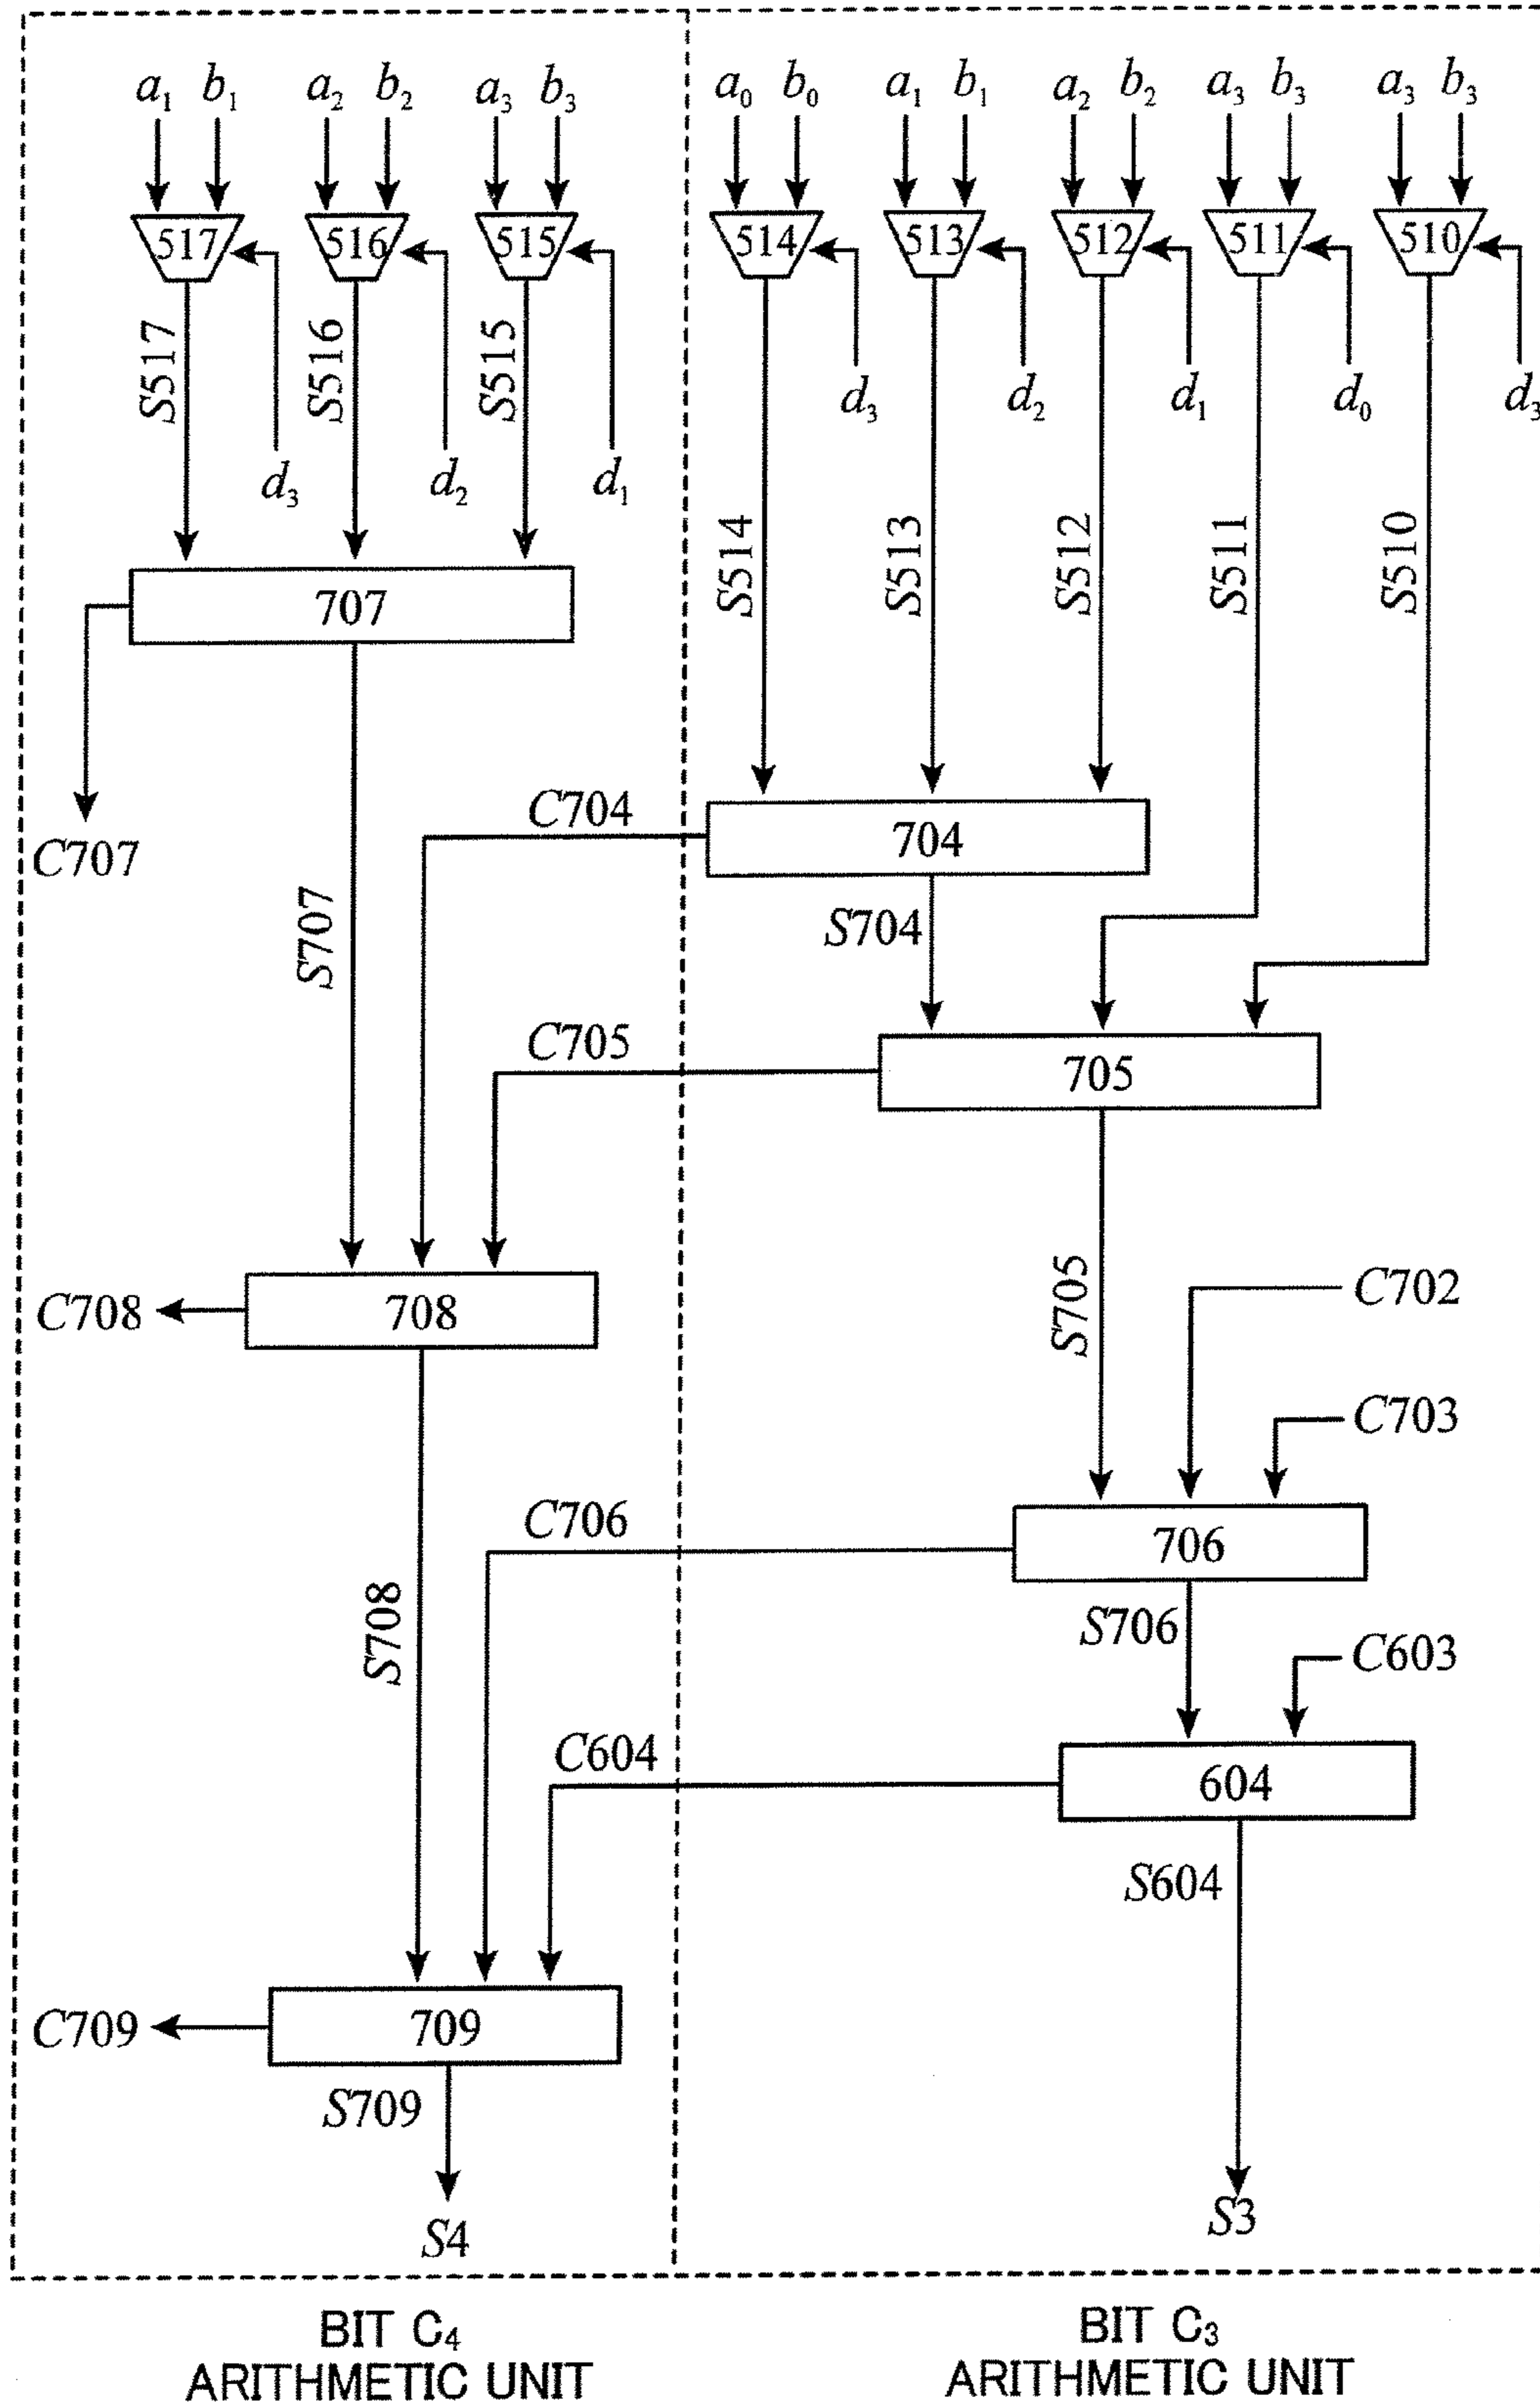 a₁ b₁ a₂ b₂ a₃ b₃ a₀ b₀ a₁ b₁ a₂ b₂ a₃ b₃ a₃ b₃
517 516 515 514 513 512 511 510
S517 S516 S515
d₃ d₂ d₁ d₀ d₃
d₃ d₂ d₁
S514 S513 S512 S511 S510
707
C704
704
C707
S704
S707
C705
705
C702
S705
C708
708
C703
C706
706
S706
S708
C603
C604
604
S604
C709
709
S709
S4
S3
BIT C₄
ARITHMETIC UNIT
BIT C₃
ARITHMETIC UNIT